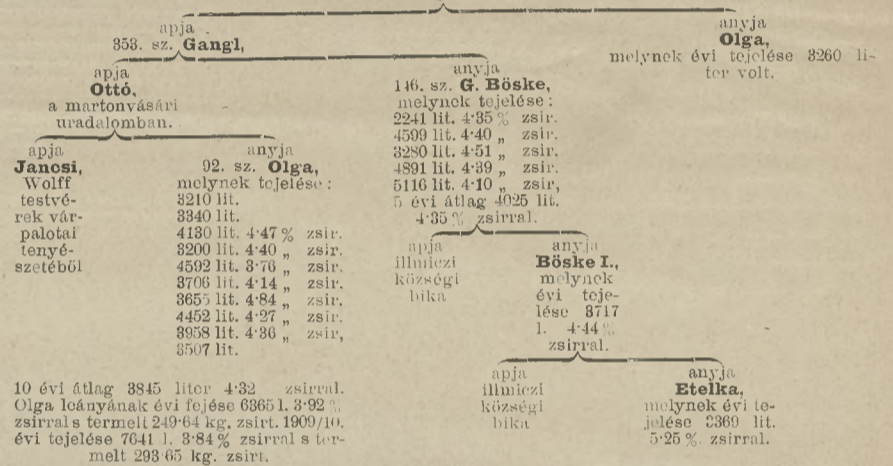 apja
353. sz. Gangl,
anyja
Olga,
melynek évi tejelése 3260 li-
ter volt.
apja
Ottó,
a martonvásári
uradalomban.
anyja
146. sz. G. Böske,
melynek tejelése:
2241 lit. 4·35 % zsir.
4599 lit. 4·40 „ zsir.
3280 lit. 4·51 „ zsir.
4891 lit. 4·39 „ zsir.
5116 lit. 4·10 „ zsir,
5 évi átlag 4025 lit.
4·35 % zsirral.
apja
Jancsi,
Wolff
testvé-
rek vár-
palotai
tenyé-
szetéből
anyja
92. sz. Olga,
melynek tejelése:
3210 lit.
3340 lit.
4130 lit. 4·47 % zsir.
3200 lit. 4·40 „ zsir.
4592 lit. 3·76 „ zsir.
3706 lit. 4·14 „ zsir.
3655 lit. 4·84 „ zsir.
4452 lit. 4·27 „ zsir.
3958 lit. 4·36 „ zsir,
3507 lit.
apja
illmiczi
községi
bika
anyja
Böske I.,
melynek
évi teje-
lése 3717
l. 4·44 %
zsirral.
apja
illmiczi
községi
bika
anyja
Etelka,
melynek évi te-
jelése 3369 lit.
5·25 % zsirral.
10 évi átlag 3845 liter 4·32 zsirral.
Olga leányának évi fejése 6365 l. 3·92 %
zsirral s termelt 249·64 kg. zsirt. 1909/10.
évi tejelése 7641 l. 3·84 % zsirral s ter-
melt 293·65 kg. zsirt.